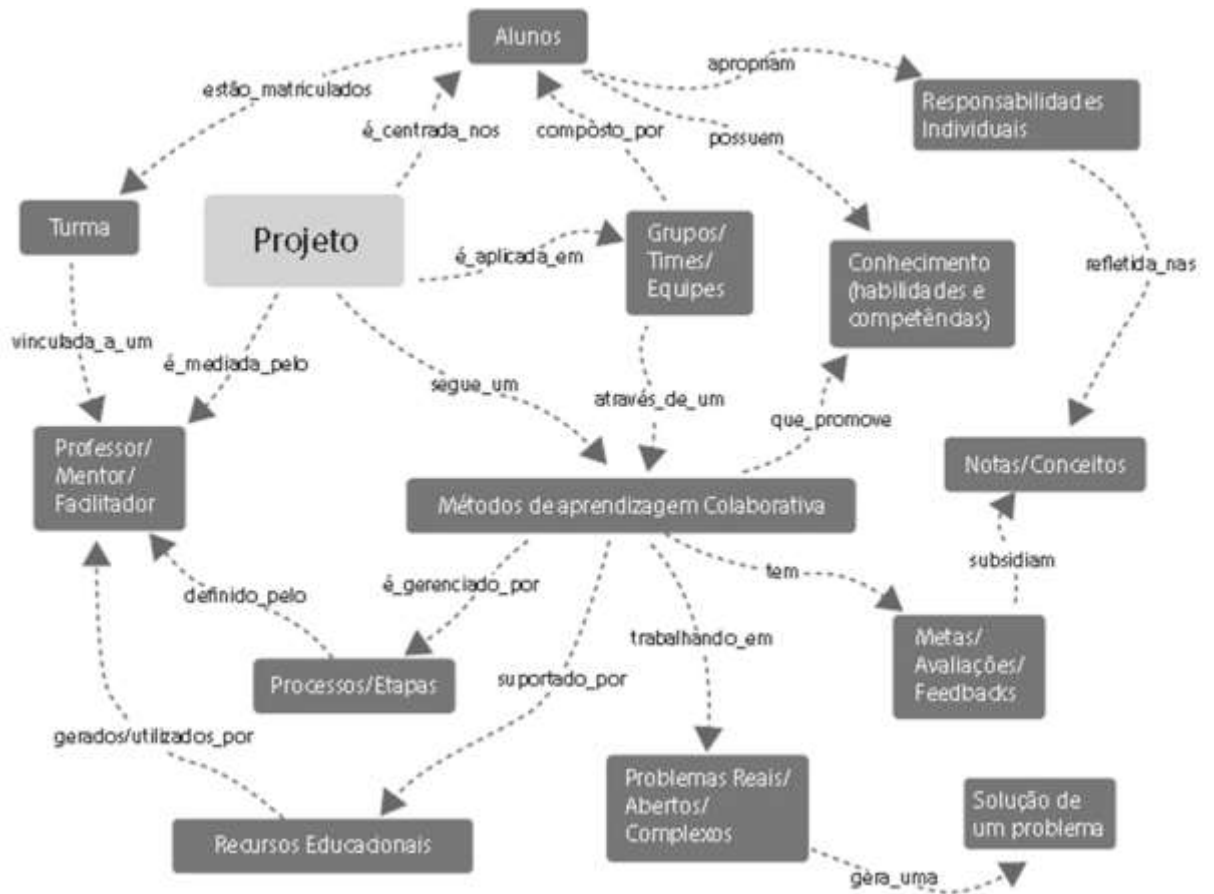 Alunos
apropriam
estão_matriculados
Responsabilidades
Individuais
é_centrada_nos
compòsto_por
possuem
Turma
Projeto
Grupos/
Times/
Equipes
é_aplicada_em
Conhecimento
(habilidades e
competências)
refletida_nas
vinculada_a_um
é_mediada_pelo
segue_um
através_de_um
que_promove
Professor/
Mentor/
Facilitador
Notas/Conceitos
Métodos de aprendizagem Colaborativa
subsidiam
tem
é_gerenciado_por
definido_pelo
trabalhando_em
Metas/
Avaliações/
Feedbacks
Processos/Etapas
suportado_por
gerados/utilizados_por
Problemas Reais/
Abertos/
Complexos
Solução de
um problema
Recursos Educacionais
gera_uma